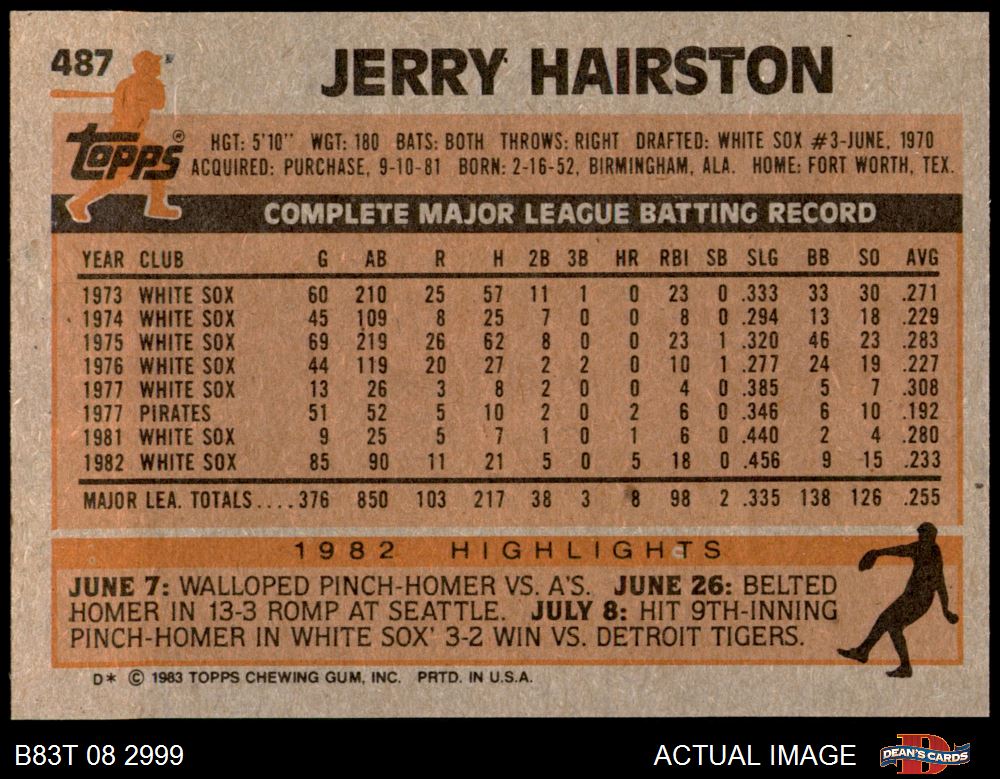 487
JERRY HAIRSTON
topps®
HGT: 5'10" WGT: 180 BATS: BOTH THROWS: RIGHT DRAFTED: WHITE SOX #3-JUNE, 1970
ACQUIRED: PURCHASE, 9-10-81 BORN: 2-16-52, BIRMINGHAM, ALA. HOME: FORT WORTH, TEX.
COMPLETE MAJOR LEAGUE BATTING RECORD
YEAR CLUB G AB R H 2B 3B HR RBI SB SLG BB SO AVG
1973 WHITE SOX 60 210 25 57 11 1 0 23 0 .333 33 30 .271
1974 WHITE SOX 45 109 8 25 7 0 0 8 0 .294 13 18 .229
1975 WHITE SOX 69 219 26 62 8 0 0 23 1 .320 46 23 .283
1976 WHITE SOX 44 119 20 27 2 2 0 10 1 .277 24 19 .227
1977 WHITE SOX 13 26 3 8 2 0 0 4 0 .385 5 7 .308
1977 PIRATES 51 52 5 10 2 0 2 6 0 .346 6 10 .192
1981 WHITE SOX 9 25 5 7 1 0 1 6 0 .440 2 4 .280
1982 WHITE SOX 85 90 11 21 5 0 5 18 0 .456 9 15 .233
MAJOR LEA. TOTALS....376 850 103 217 38 3 8 98 2 .335 138 126 .255
1982 HIGHLIGHTS
JUNE 7: WALLOPED PINCH-HOMER VS. A'S. JUNE 26: BELTED
HOMER IN 13-3 ROMP AT SEATTLE. JULY 8: HIT 9TH-INNING
PINCH-HOMER IN WHITE SOX' 3-2 WIN VS. DETROIT TIGERS.
D* © 1983 TOPPS CHEWING GUM, INC. PRTD. IN U.S.A.
B83T 08 2999 ACTUAL IMAGE D DEAN'S CARDS